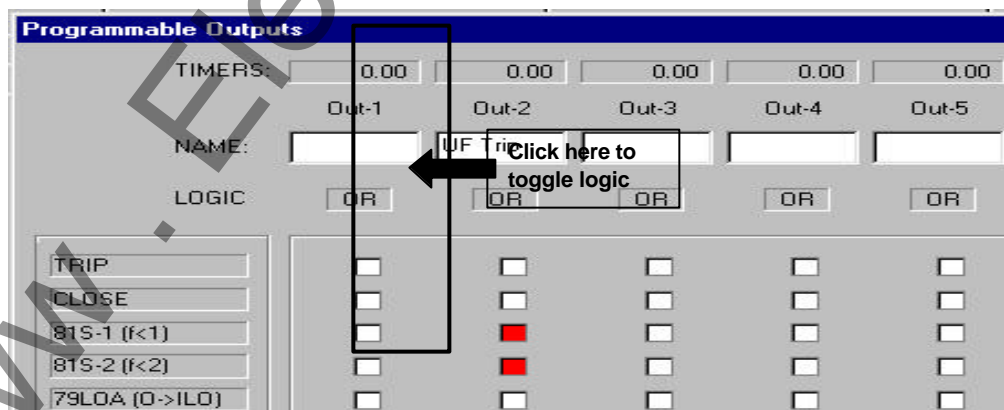 Programmable Outputs
TIMERS: 0.00 0.00 0.00 0.00 0.00
Out-1 Out-2 Out-3 Out-4 Out-5
NAME: UF Trip
Click here to
toggle logic
LOGIC OR OR OR OR OR
TRIP
CLOSE
81S-1 (f<1)
81S-2 (f<2)
79LOA (O->ILO)
www . Ele